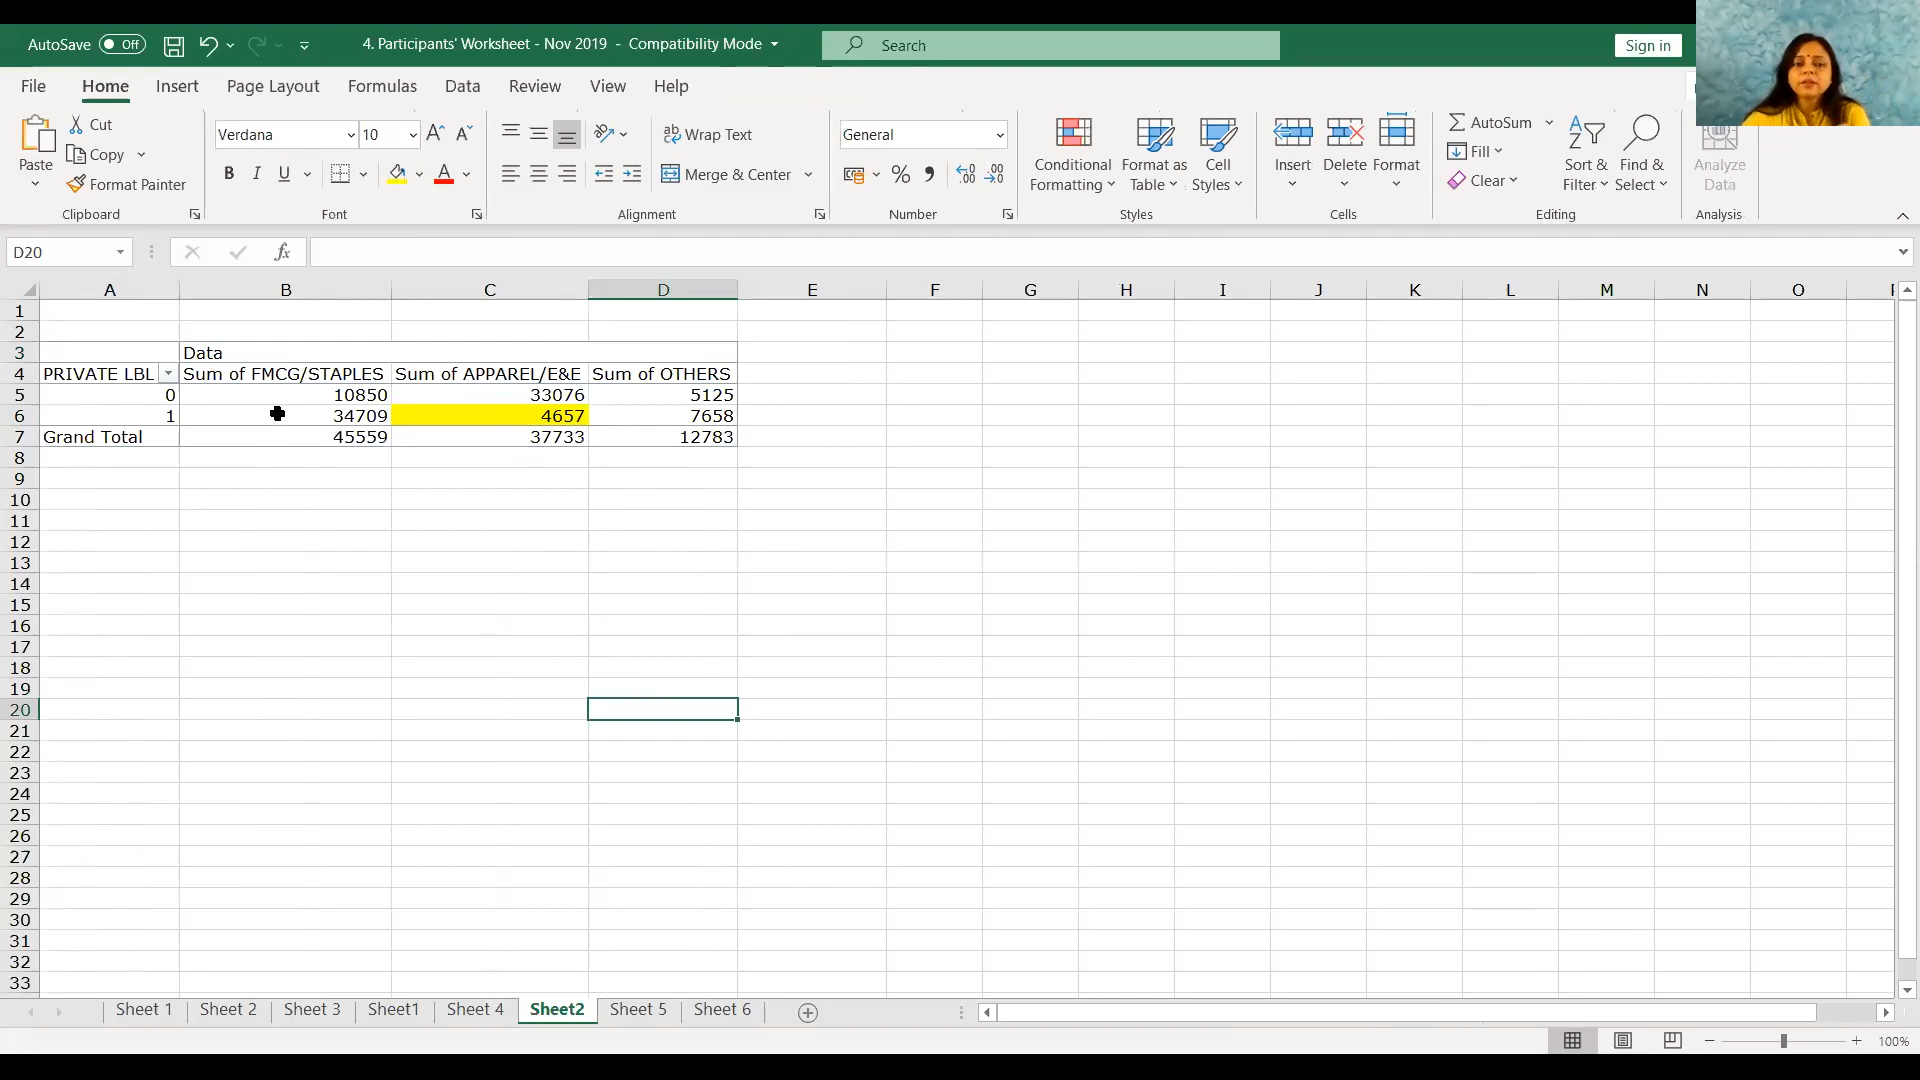 AutoSave Off 4. Participants' Worksheet - Nov 2019 - Compatibility Mode Search Sign in
File Home Insert Page Layout Formulas Data Review View Help
Paste Cut Copy Format Painter
Verdana 10
B I U A
Wrap Text
Merge & Center
General
% , .00
Conditional Formatting Format as Table Cell Styles
Insert Delete Format
AutoSum
Fill
Clear
Sort & Filter Find & Select
Analyze Data
Clipboard Font Alignment Number Styles Cells Editing Analysis
D20 fx
A B C D E F G H I J K L M N O
1
2
3 Data
4 PRIVATE LBL Sum of FMCG/STAPLES Sum of APPAREL/E&E Sum of OTHERS
5 0 10850 33076 5125
6 1 34709 4657 7658
7 Grand Total 45559 37733 12783
8
9
10
11
12
13
14
15
16
17
18
19
20
21
22
23
24
25
26
27
28
29
30
31
32
33
Sheet 1 Sheet 2 Sheet 3 Sheet1 Sheet 4 Sheet2 Sheet 5 Sheet 6
100%